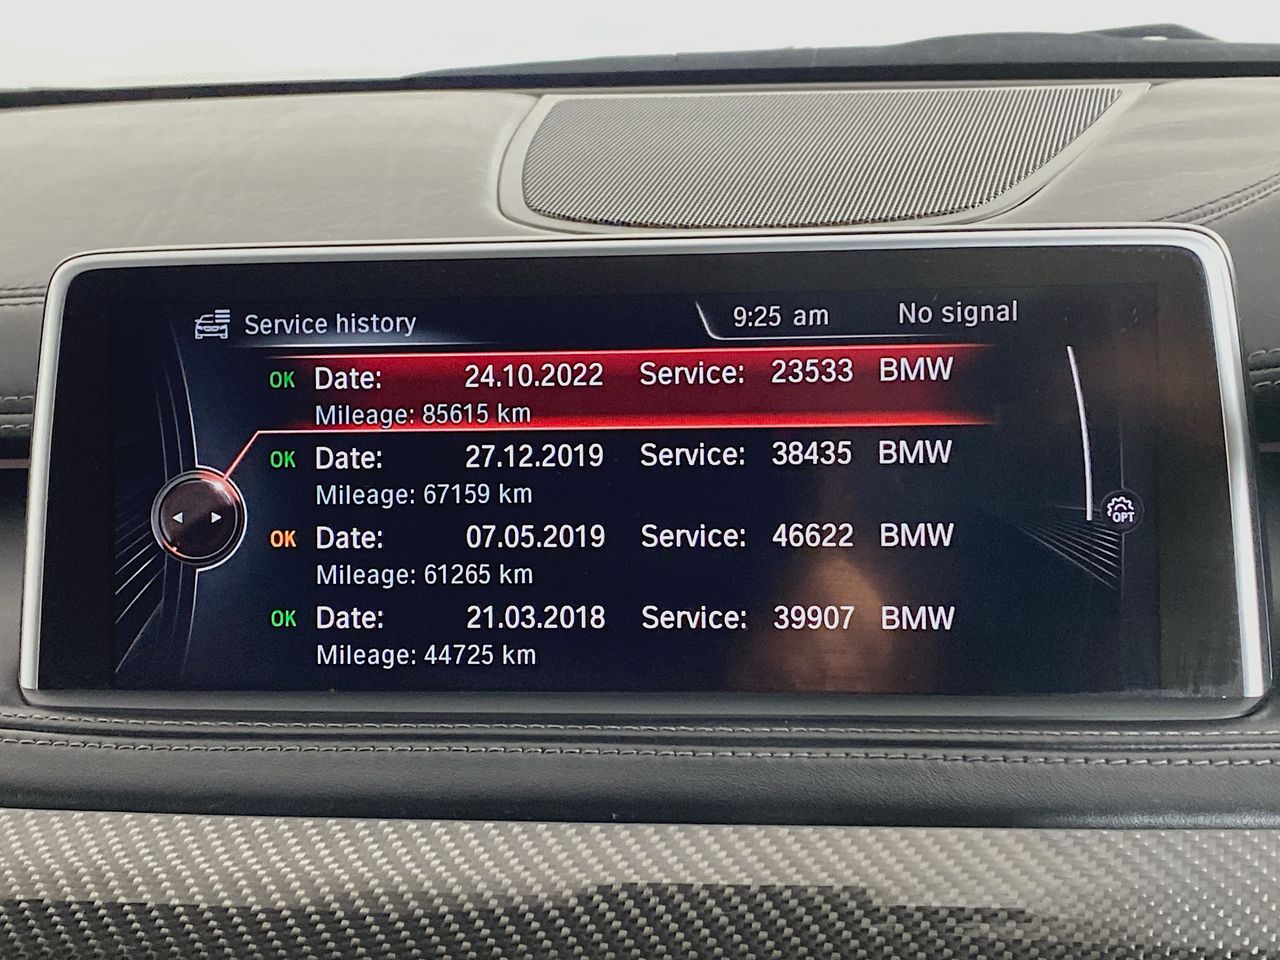 Service history
9:25 am
No signal
OK Date: 24.10.2022 Service: 23533 BMW
Mileage: 85615 km
OK Date: 27.12.2019 Service: 38435 BMW
Mileage: 67159 km
OK Date: 07.05.2019 Service: 46622 BMW
Mileage: 61265 km
OPT
OK Date: 21.03.2018 Service: 39907 BMW
Mileage: 44725 km